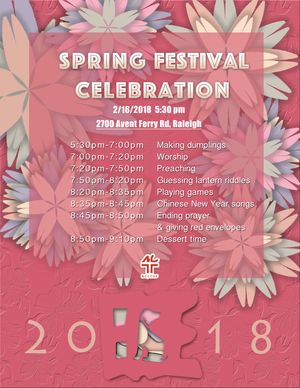 SPRING FESTIVAL
CELEBRATION
2/16/2018 5:30 pm
2700 Avent Ferry Rd, Raleigh
5:30pm-7:00pm Making dumplings
7:00pm-7:20pm Worship
7:20pm-7:50pm Preaching
7:50pm-8:20pm Guessing lantern riddles
8:20pm-8:35pm Playing games
8:35pm-8:45pm Chinese New Year songs
8:45pm-8:50pm Ending prayer
& giving red envelopes
8:50pm-9:10pm Dessert time
2018